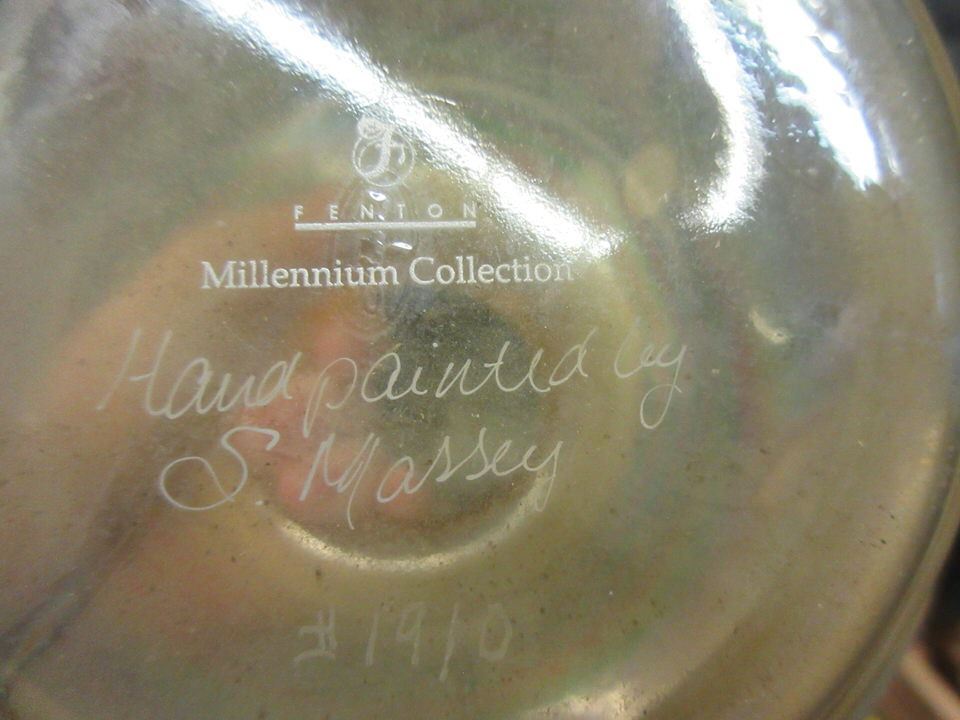 F
FENTON
Millennium Collection
Hand painted by
S. Massey
#1910